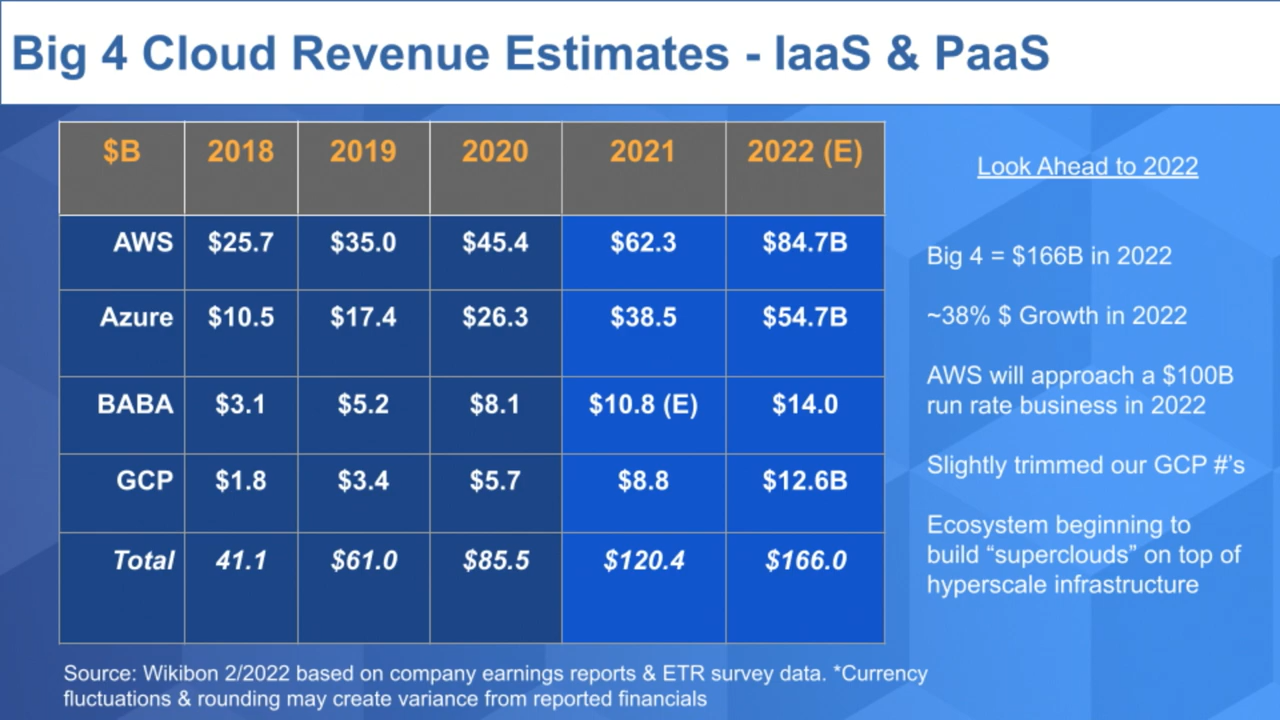 Big 4 Cloud Revenue Estimates - IaaS & PaaS
$B 2018 2019 2020 2021 2022 (E)
AWS $25.7 $35.0 $45.4 $62.3 $84.7B
Azure $10.5 $17.4 $26.3 $38.5 $54.7B
BABA $3.1 $5.2 $8.1 $10.8 (E) $14.0
GCP $1.8 $3.4 $5.7 $8.8 $12.6B
Total 41.1 $61.0 $85.5 $120.4 $166.0
Look Ahead to 2022
Big 4 = $166B in 2022
~38% $ Growth in 2022
AWS will approach a $100B
run rate business in 2022
Slightly trimmed our GCP #’s
Ecosystem beginning to
build “superclouds” on top of
hyperscale infrastructure
Source: Wikibon 2/2022 based on company earnings reports & ETR survey data. *Currency
fluctuations & rounding may create variance from reported financials